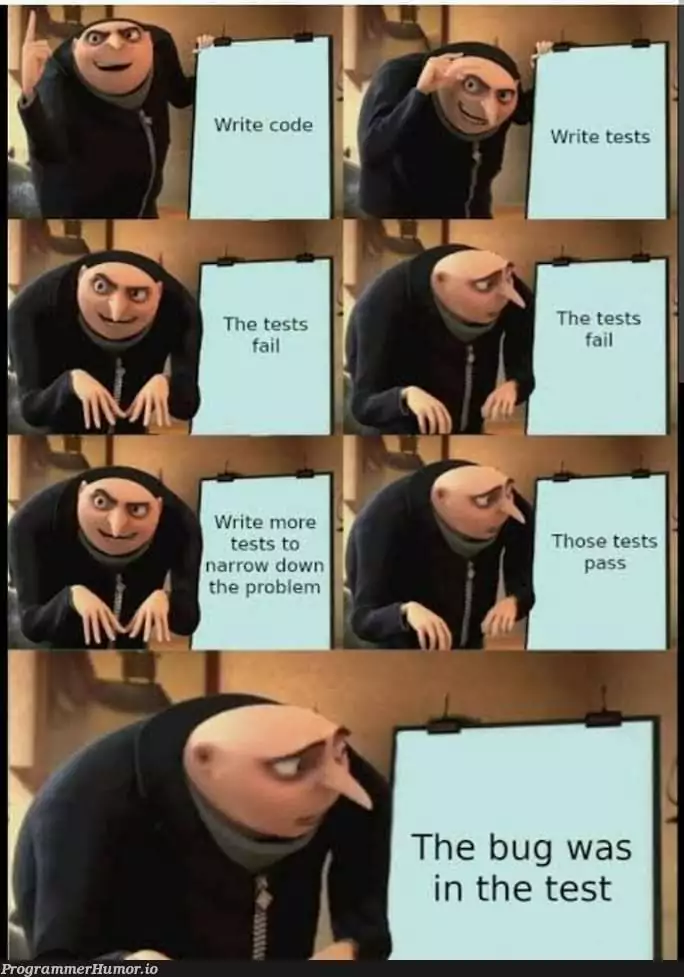 Write code
Write tests
The tests
fail
The tests
fail
Write more
tests to
narrow down
the problem
Those tests
pass
The bug was
in the test
ProgrammerHumor.io